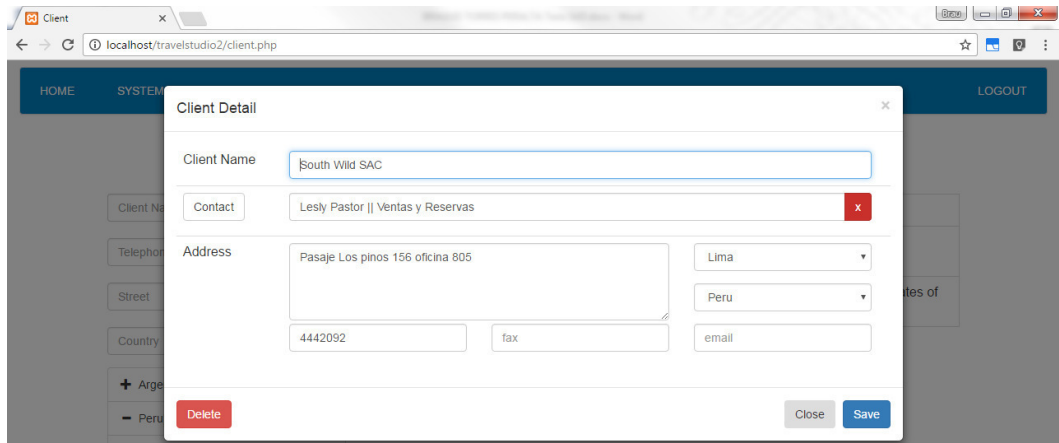 Client
Brau
localhost/travelstudio2/client.php
HOME SYSTEM LOGOUT
Client Detail ×
Client Name South Wild SAC
Contact Lesly Pastor || Ventas y Reservas x
Address Pasaje Los pinos 156 oficina 805 Lima
Peru
4442092 fax email
Delete Close Save
Client Na
Telephon
Street ates of
Country
+ Arge
− Peru